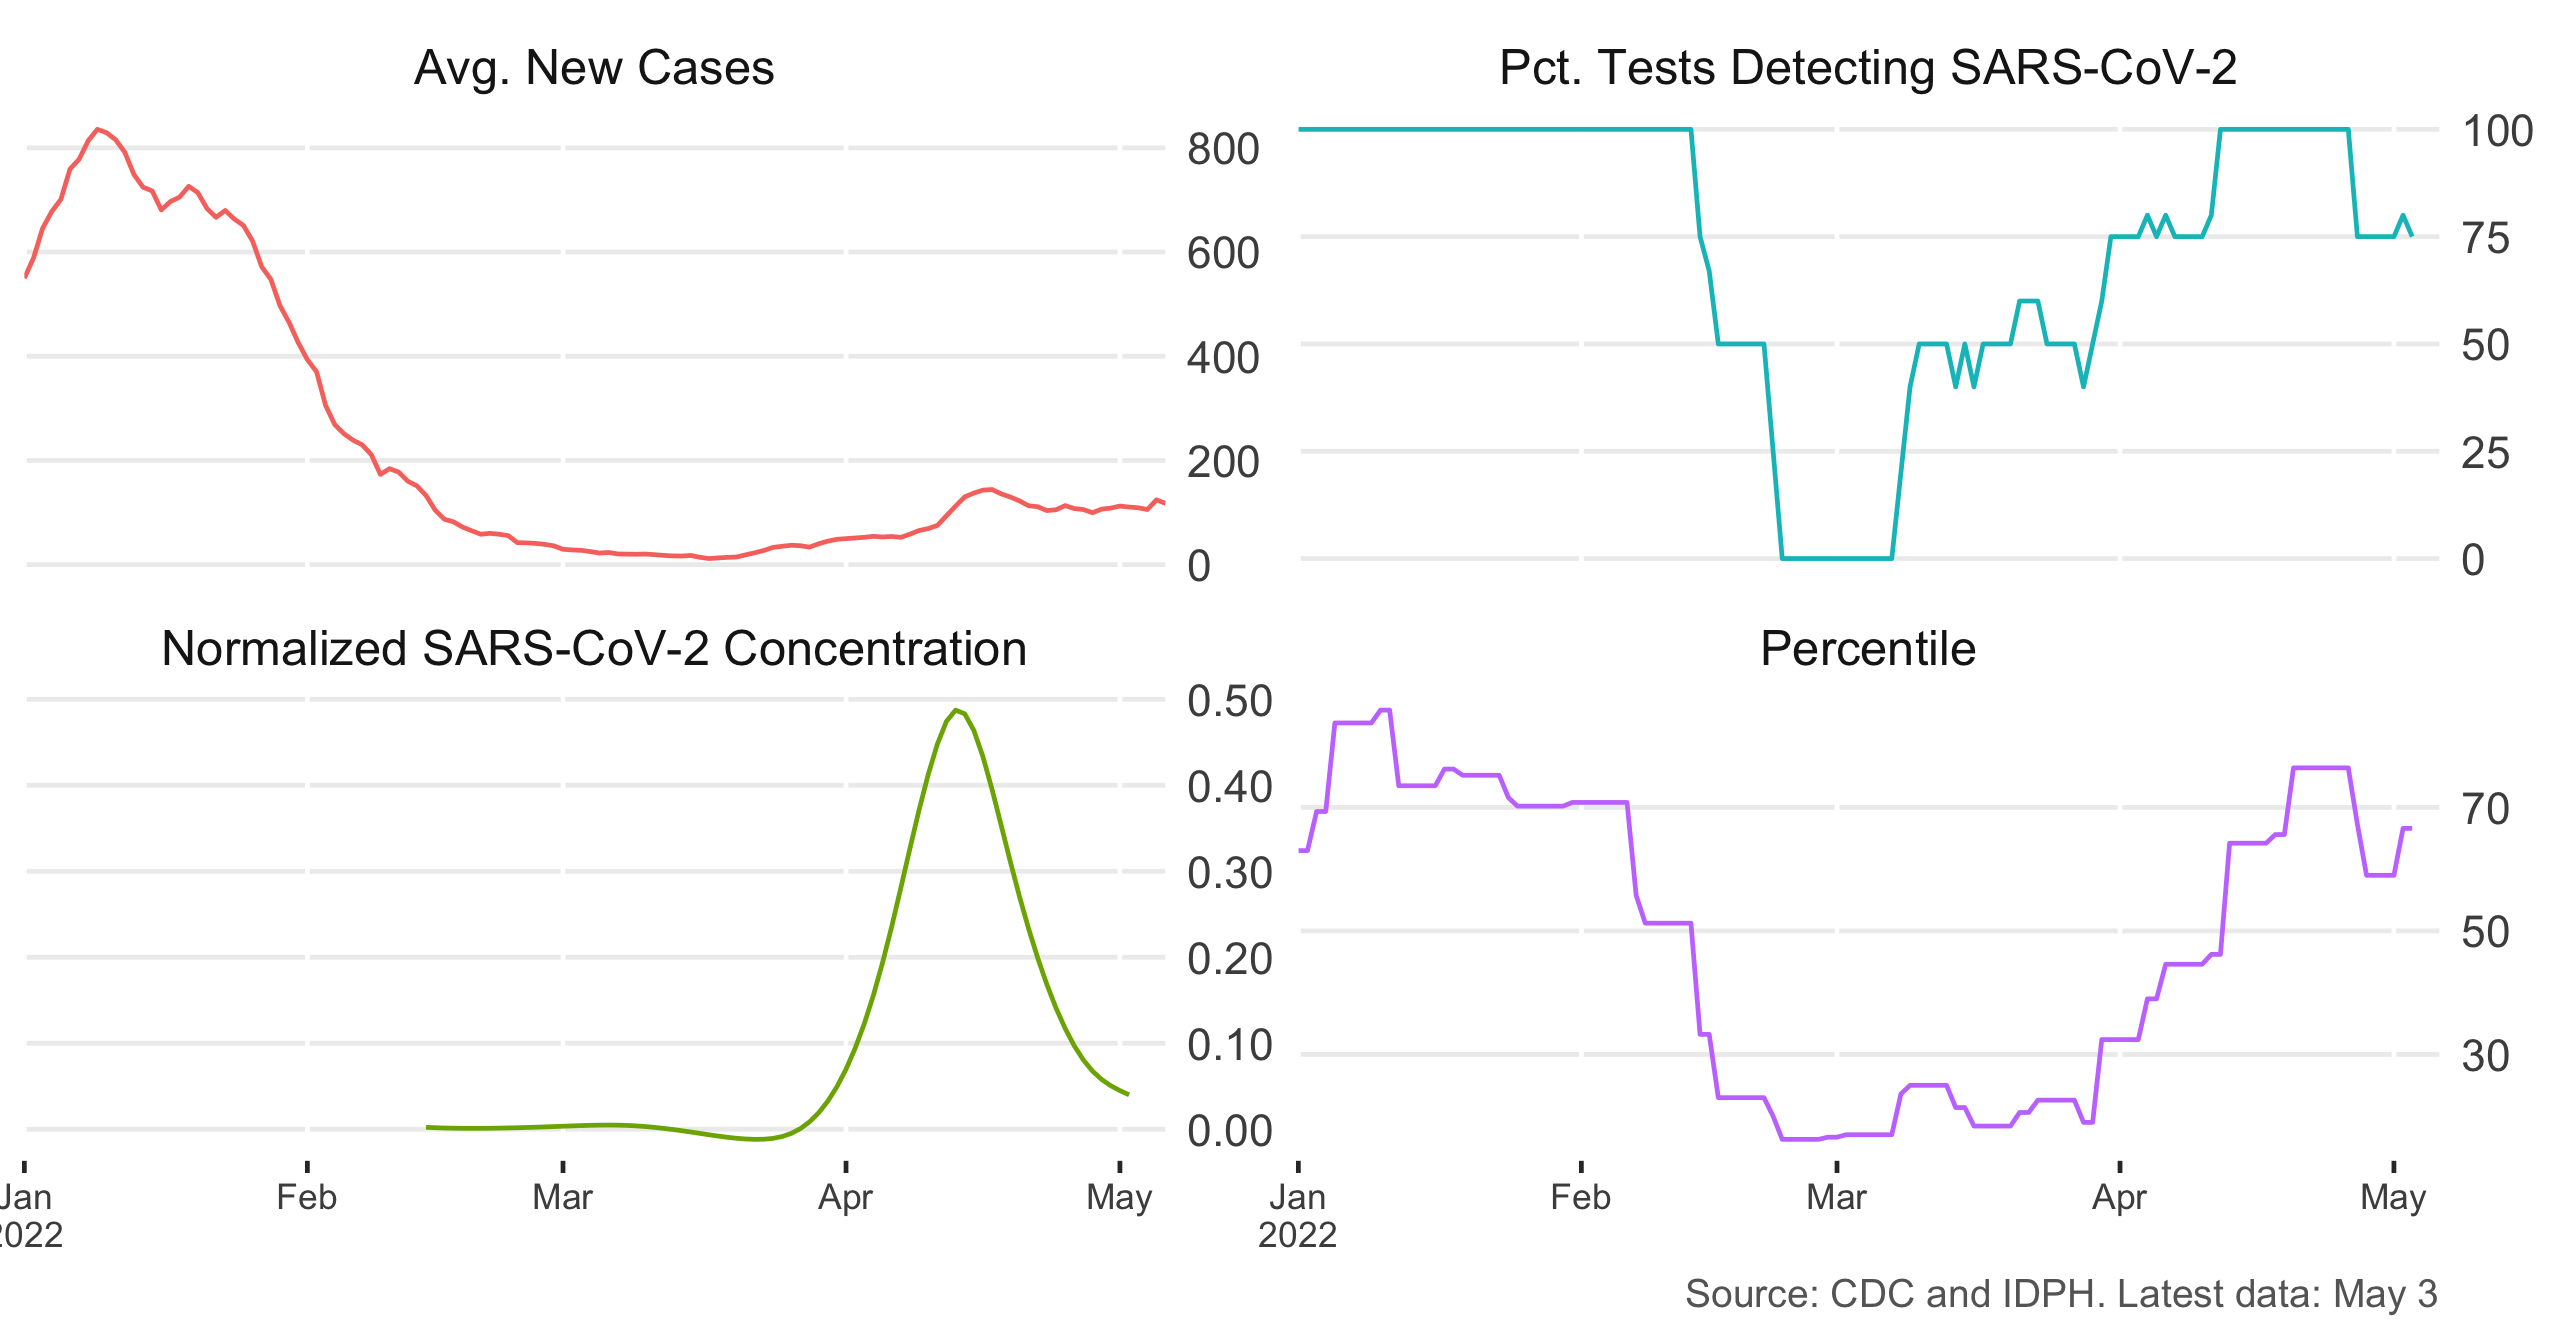 Avg. New Cases
800
600
400
200
0
Pct. Tests Detecting SARS-CoV-2
100
75
50
25
0
Normalized SARS-CoV-2 Concentration
0.50
0.40
0.30
0.20
0.10
0.00
Jan
2022
Feb
Mar
Apr
May
Percentile
70
50
30
Jan
2022
Feb
Mar
Apr
May
Source: CDC and IDPH. Latest data: May 3